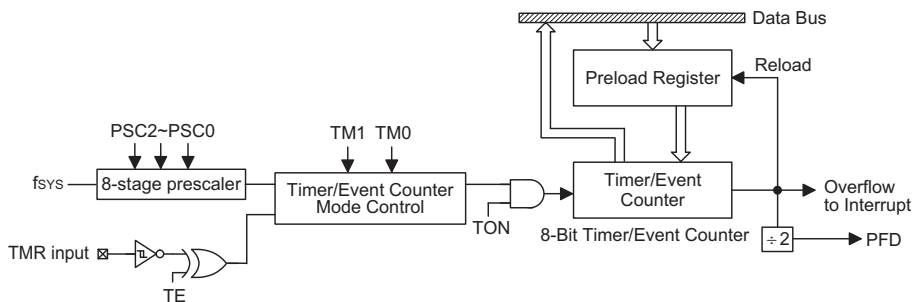 Data Bus
Preload Register
Reload
PSC2~PSC0
TM1 TM0
fSYS
8-stage prescaler
Timer/Event Counter
Mode Control
TON
Timer/Event
Counter
8-Bit Timer/Event Counter
Overflow
to Interrupt
÷2
PFD
TMR input
TE